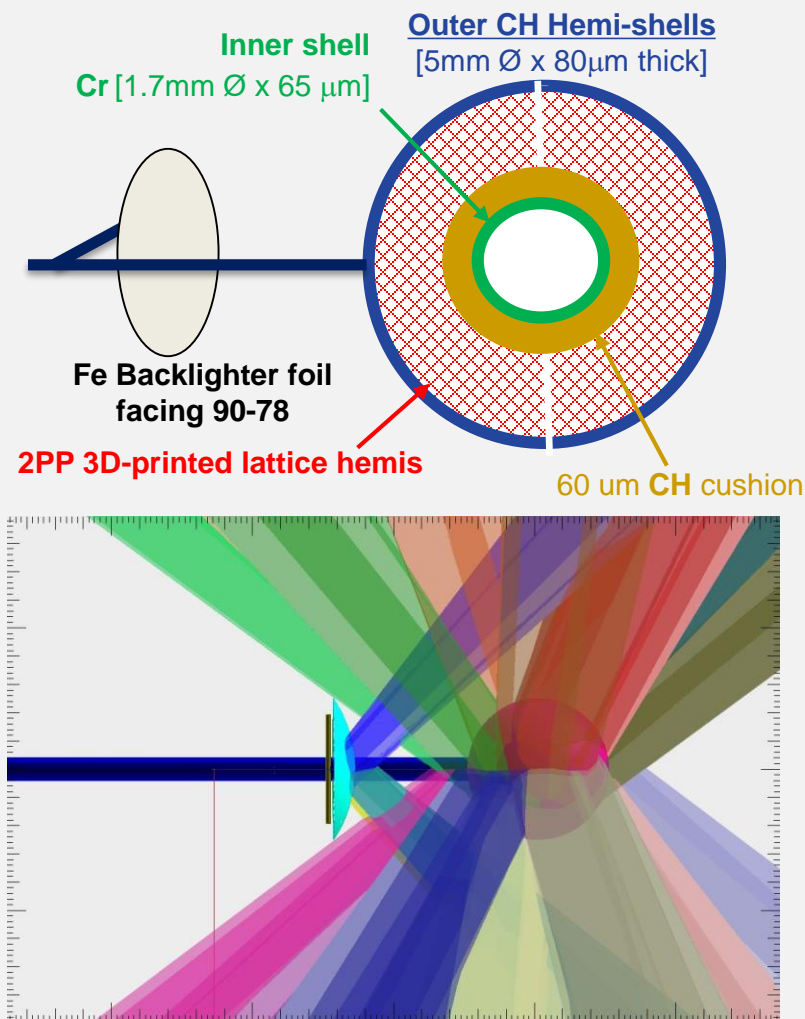 Outer CH Hemi-shells
[5mm Ø x 80μm thick]
Inner shell
Cr [1.7mm Ø x 65 μm]
Fe Backlighter foil
facing 90-78
2PP 3D-printed lattice hemis
60 um CH cushion